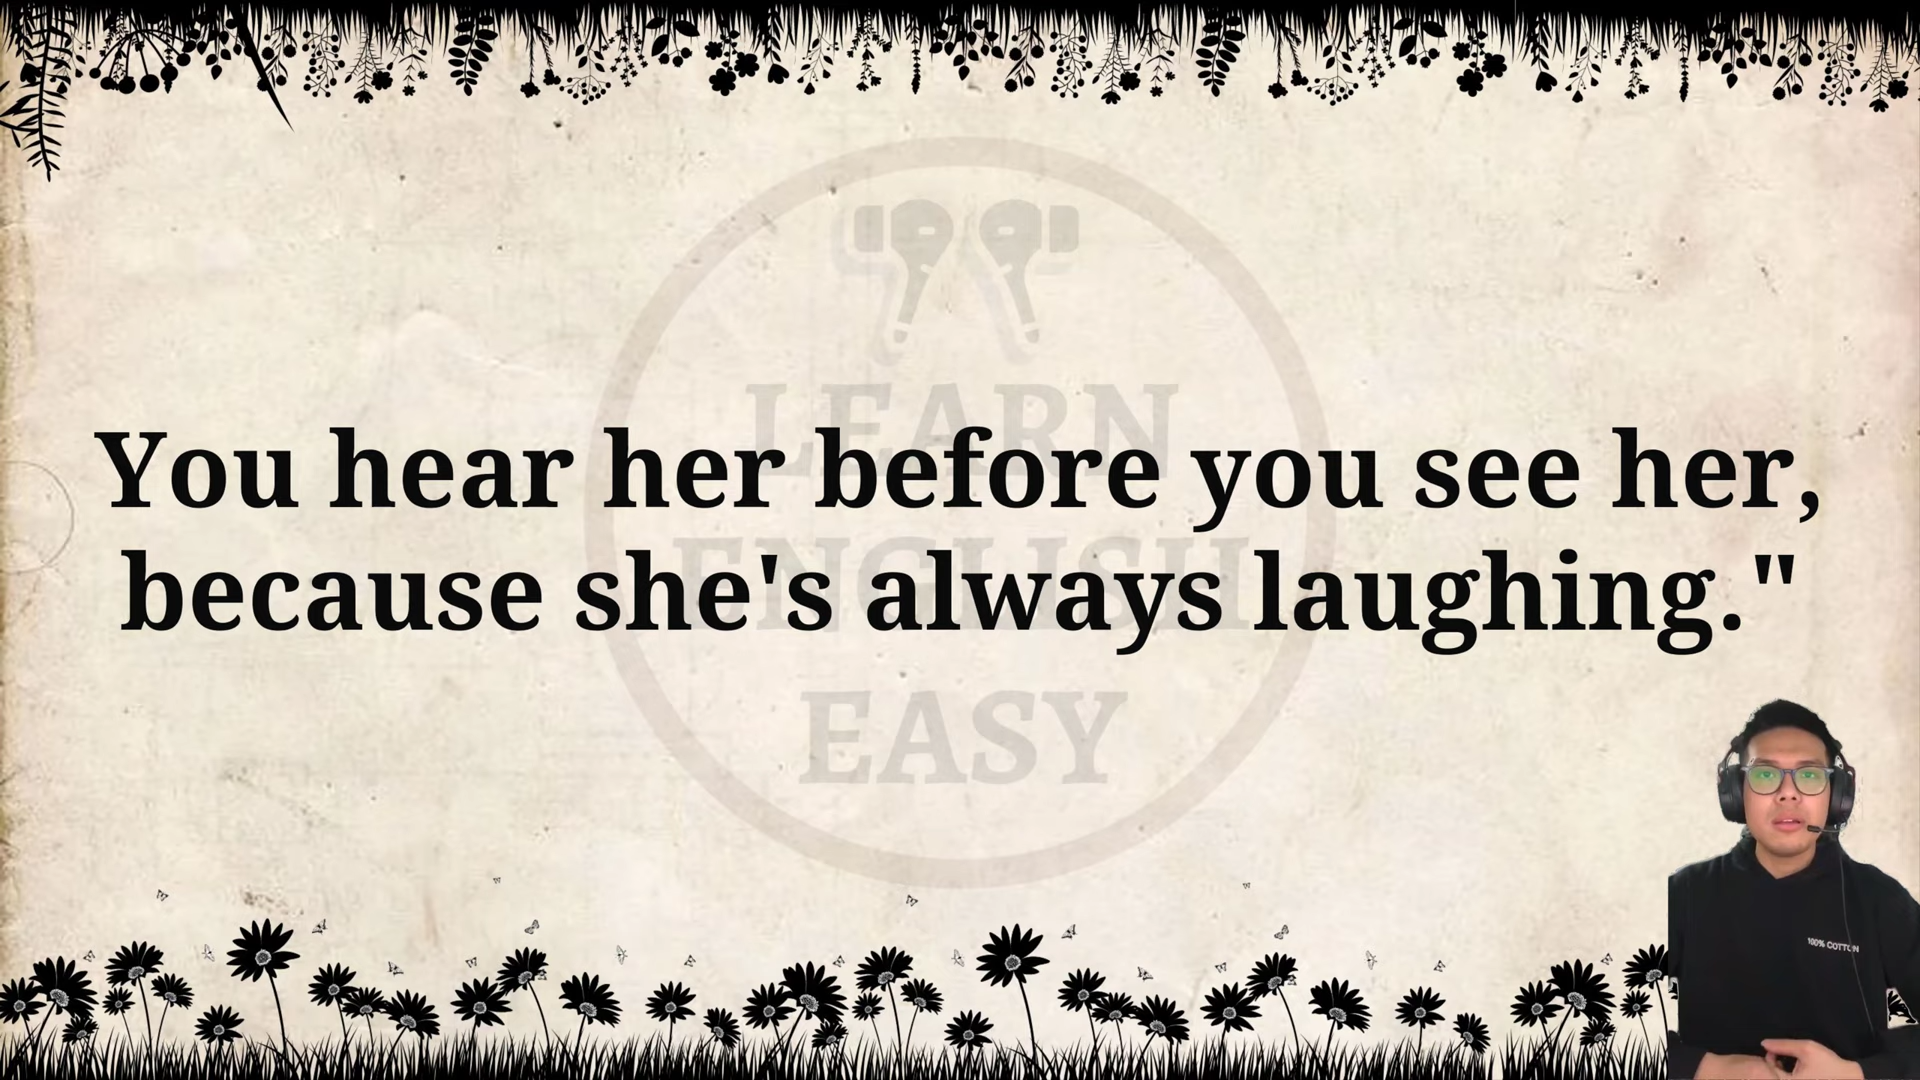 You hear her before you see her,
because she's always laughing."
LEARN
ENGLISH
EASY
100% COTTON